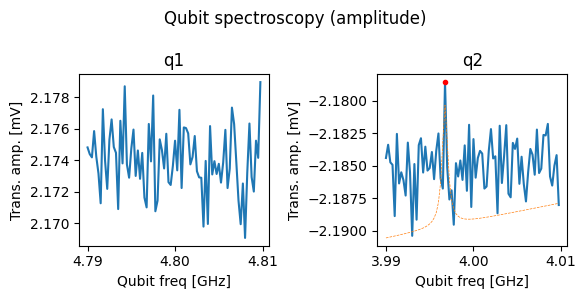 Qubit spectroscopy (amplitude)
q1
q2
Trans. amp. [mV]
2.178
2.176
2.174
2.172
2.170
4.79
4.80
4.81
Qubit freq [GHz]
Trans. amp. [mV]
−2.1800
−2.1825
−2.1850
−2.1875
−2.1900
3.99
4.00
4.01
Qubit freq [GHz]